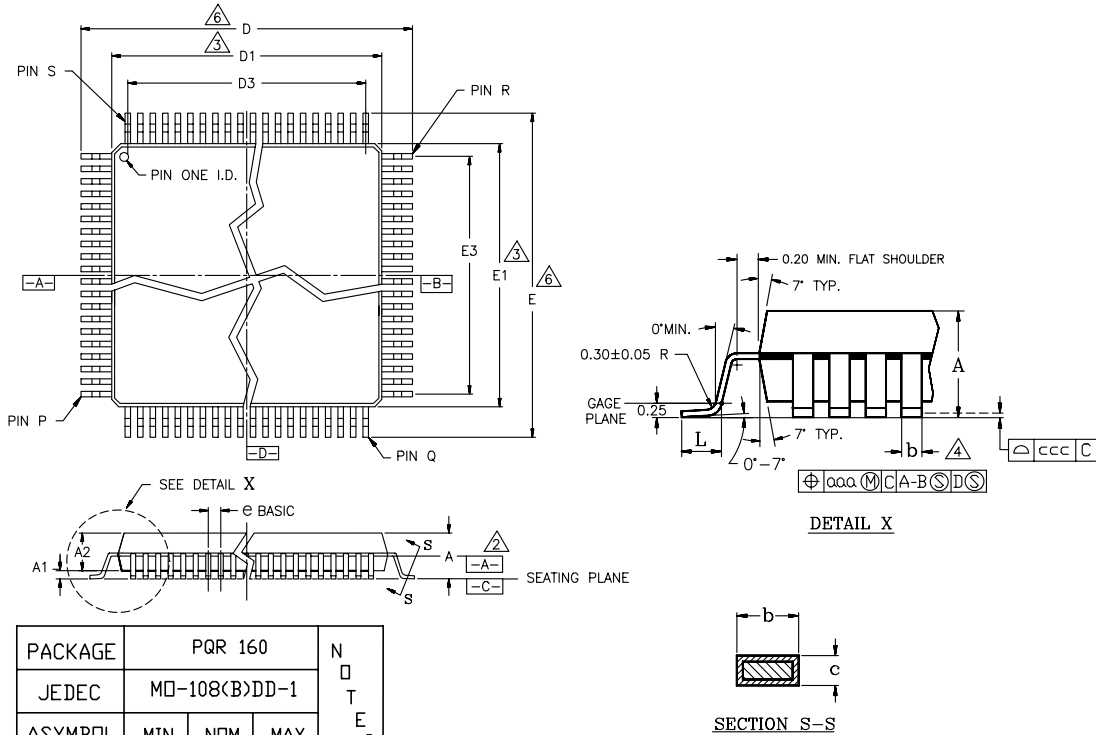 6
D
3
D1
D3
PIN S
PIN R
PIN ONE I.D.
E3
E1
3
E
6
-A-
-B-
PIN P
PIN Q
-D-
0.20 MIN. FLAT SHOULDER
7° TYP.
0°MIN.
0.30±0.05 R
GAGE
PLANE
0.25
A
L
7° TYP.
0°-7°
b
4
⌓ ccc C
⌖ aaa Ⓜ C A-B Ⓢ D Ⓢ
DETAIL X
SEE DETAIL X
e BASIC
A2
A1
S
S
A
2
-A-
-C-
SEATING PLANE
PACKAGE PQR 160
JEDEC MO-108(B)DD-1
ASYMBOL MIN NOM MAX
N
O
T
E
b
c
SECTION S-S